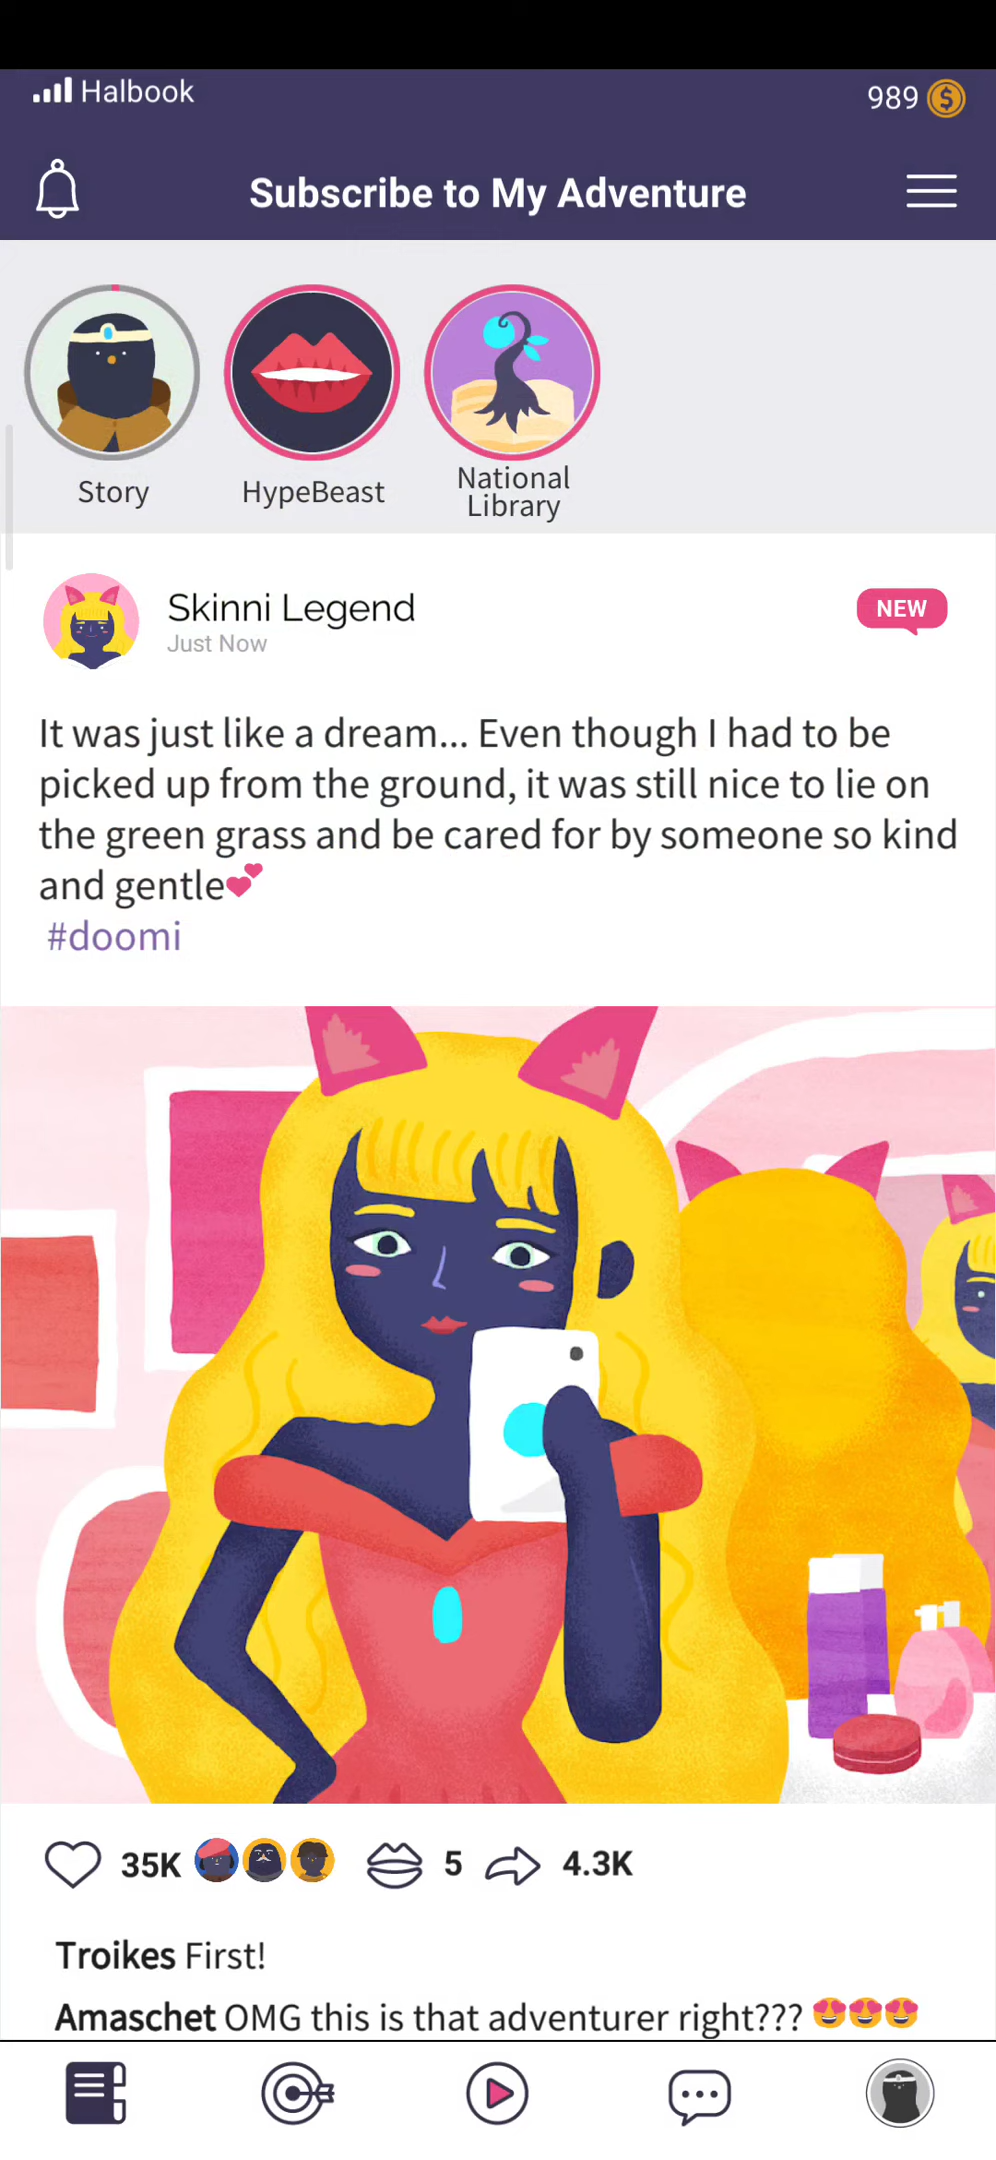 Halbook
989
Subscribe to My Adventure
Story
HypeBeast
National
Library
Skinni Legend
Just Now
NEW
It was just like a dream... Even though I had to be
picked up from the ground, it was still nice to lie on
the green grass and be cared for by someone so kind
and gentle💕
#doomi
35K 5 4.3K
Troikes First!
Amaschet OMG this is that adventurer right??? 😍😍😍